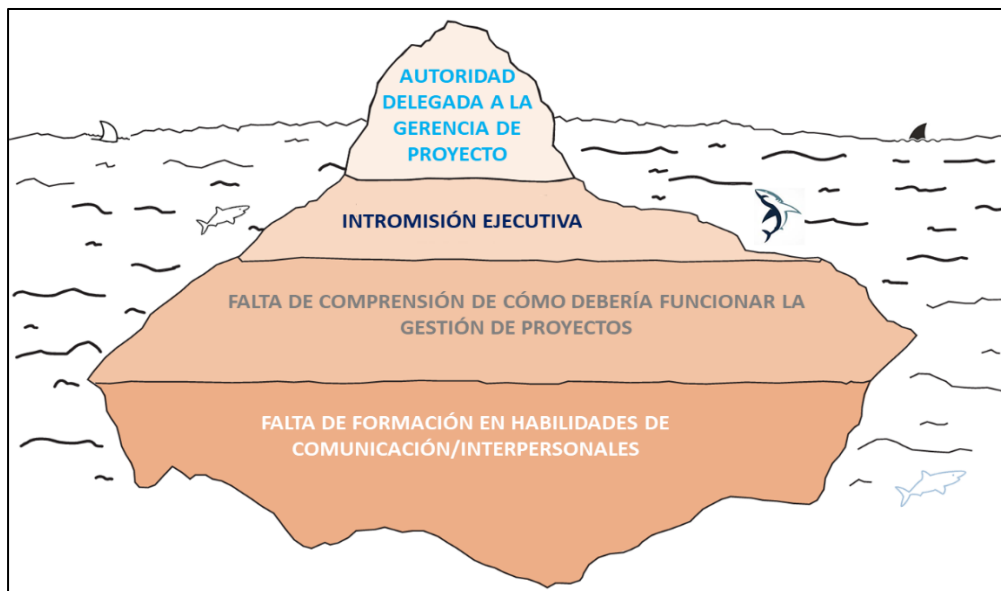 AUTORIDAD
DELEGADA A LA
GERENCIA DE
PROYECTO
INTROMISIÓN EJECUTIVA
FALTA DE COMPRENSIÓN DE CÓMO DEBERÍA FUNCIONAR LA
GESTIÓN DE PROYECTOS
FALTA DE FORMACIÓN EN HABILIDADES DE
COMUNICACIÓN/INTERPERSONALES